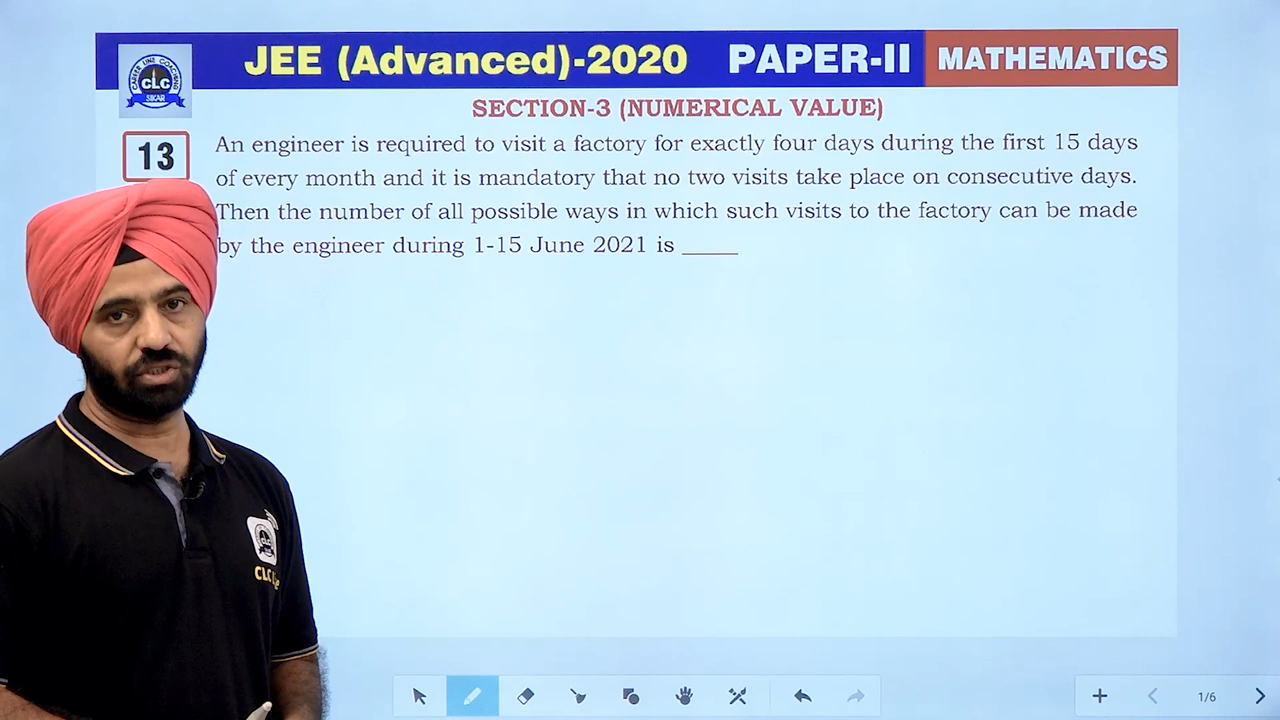 JEE (Advanced)-2020 PAPER-II MATHEMATICS
CLC
SIKAR
SECTION-3 (NUMERICAL VALUE)
13
An engineer is required to visit a factory for exactly four days during the first 15 days
of every month and it is mandatory that no two visits take place on consecutive days.
Then the number of all possible ways in which such visits to the factory can be made
by the engineer during 1-15 June 2021 is _____
CLC
1/6